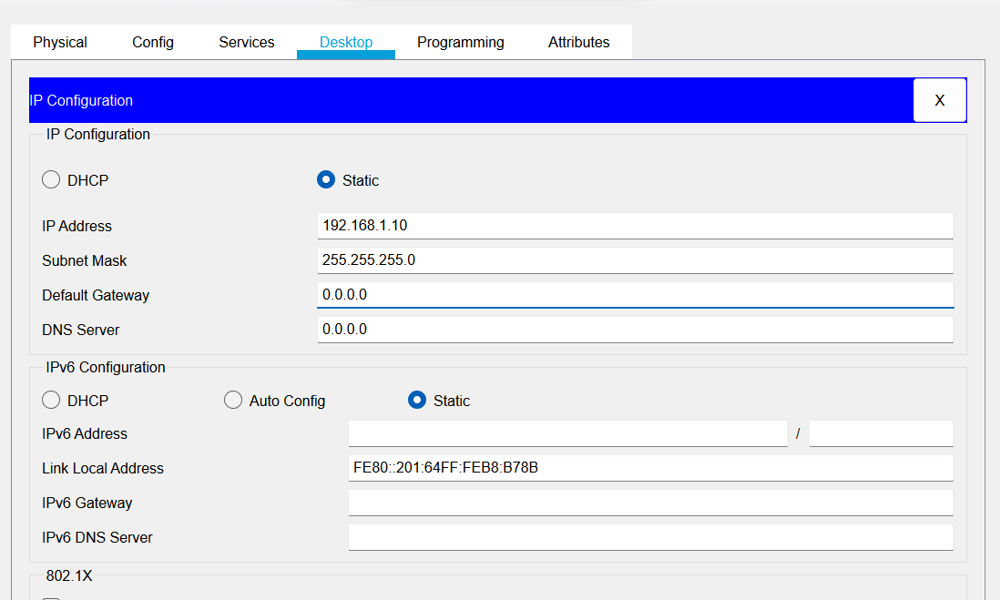 Physical Config Services Desktop Programming Attributes
IP Configuration X
IP Configuration
DHCP Static
IP Address 192.168.1.10
Subnet Mask 255.255.255.0
Default Gateway 0.0.0.0
DNS Server 0.0.0.0
IPv6 Configuration
DHCP Auto Config Static
IPv6 Address /
Link Local Address FE80::201:64FF:FEB8:B78B
IPv6 Gateway
IPv6 DNS Server
802.1X